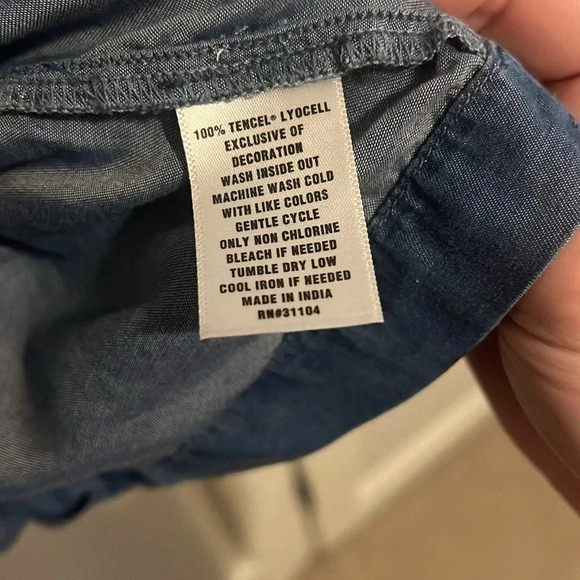 100% TENCEL® LYOCELL
EXCLUSIVE OF
DECORATION
WASH INSIDE OUT
MACHINE WASH COLD
WITH LIKE COLORS
GENTLE CYCLE
ONLY NON CHLORINE
BLEACH IF NEEDED
TUMBLE DRY LOW
COOL IRON IF NEEDED
MADE IN INDIA
RN#31104